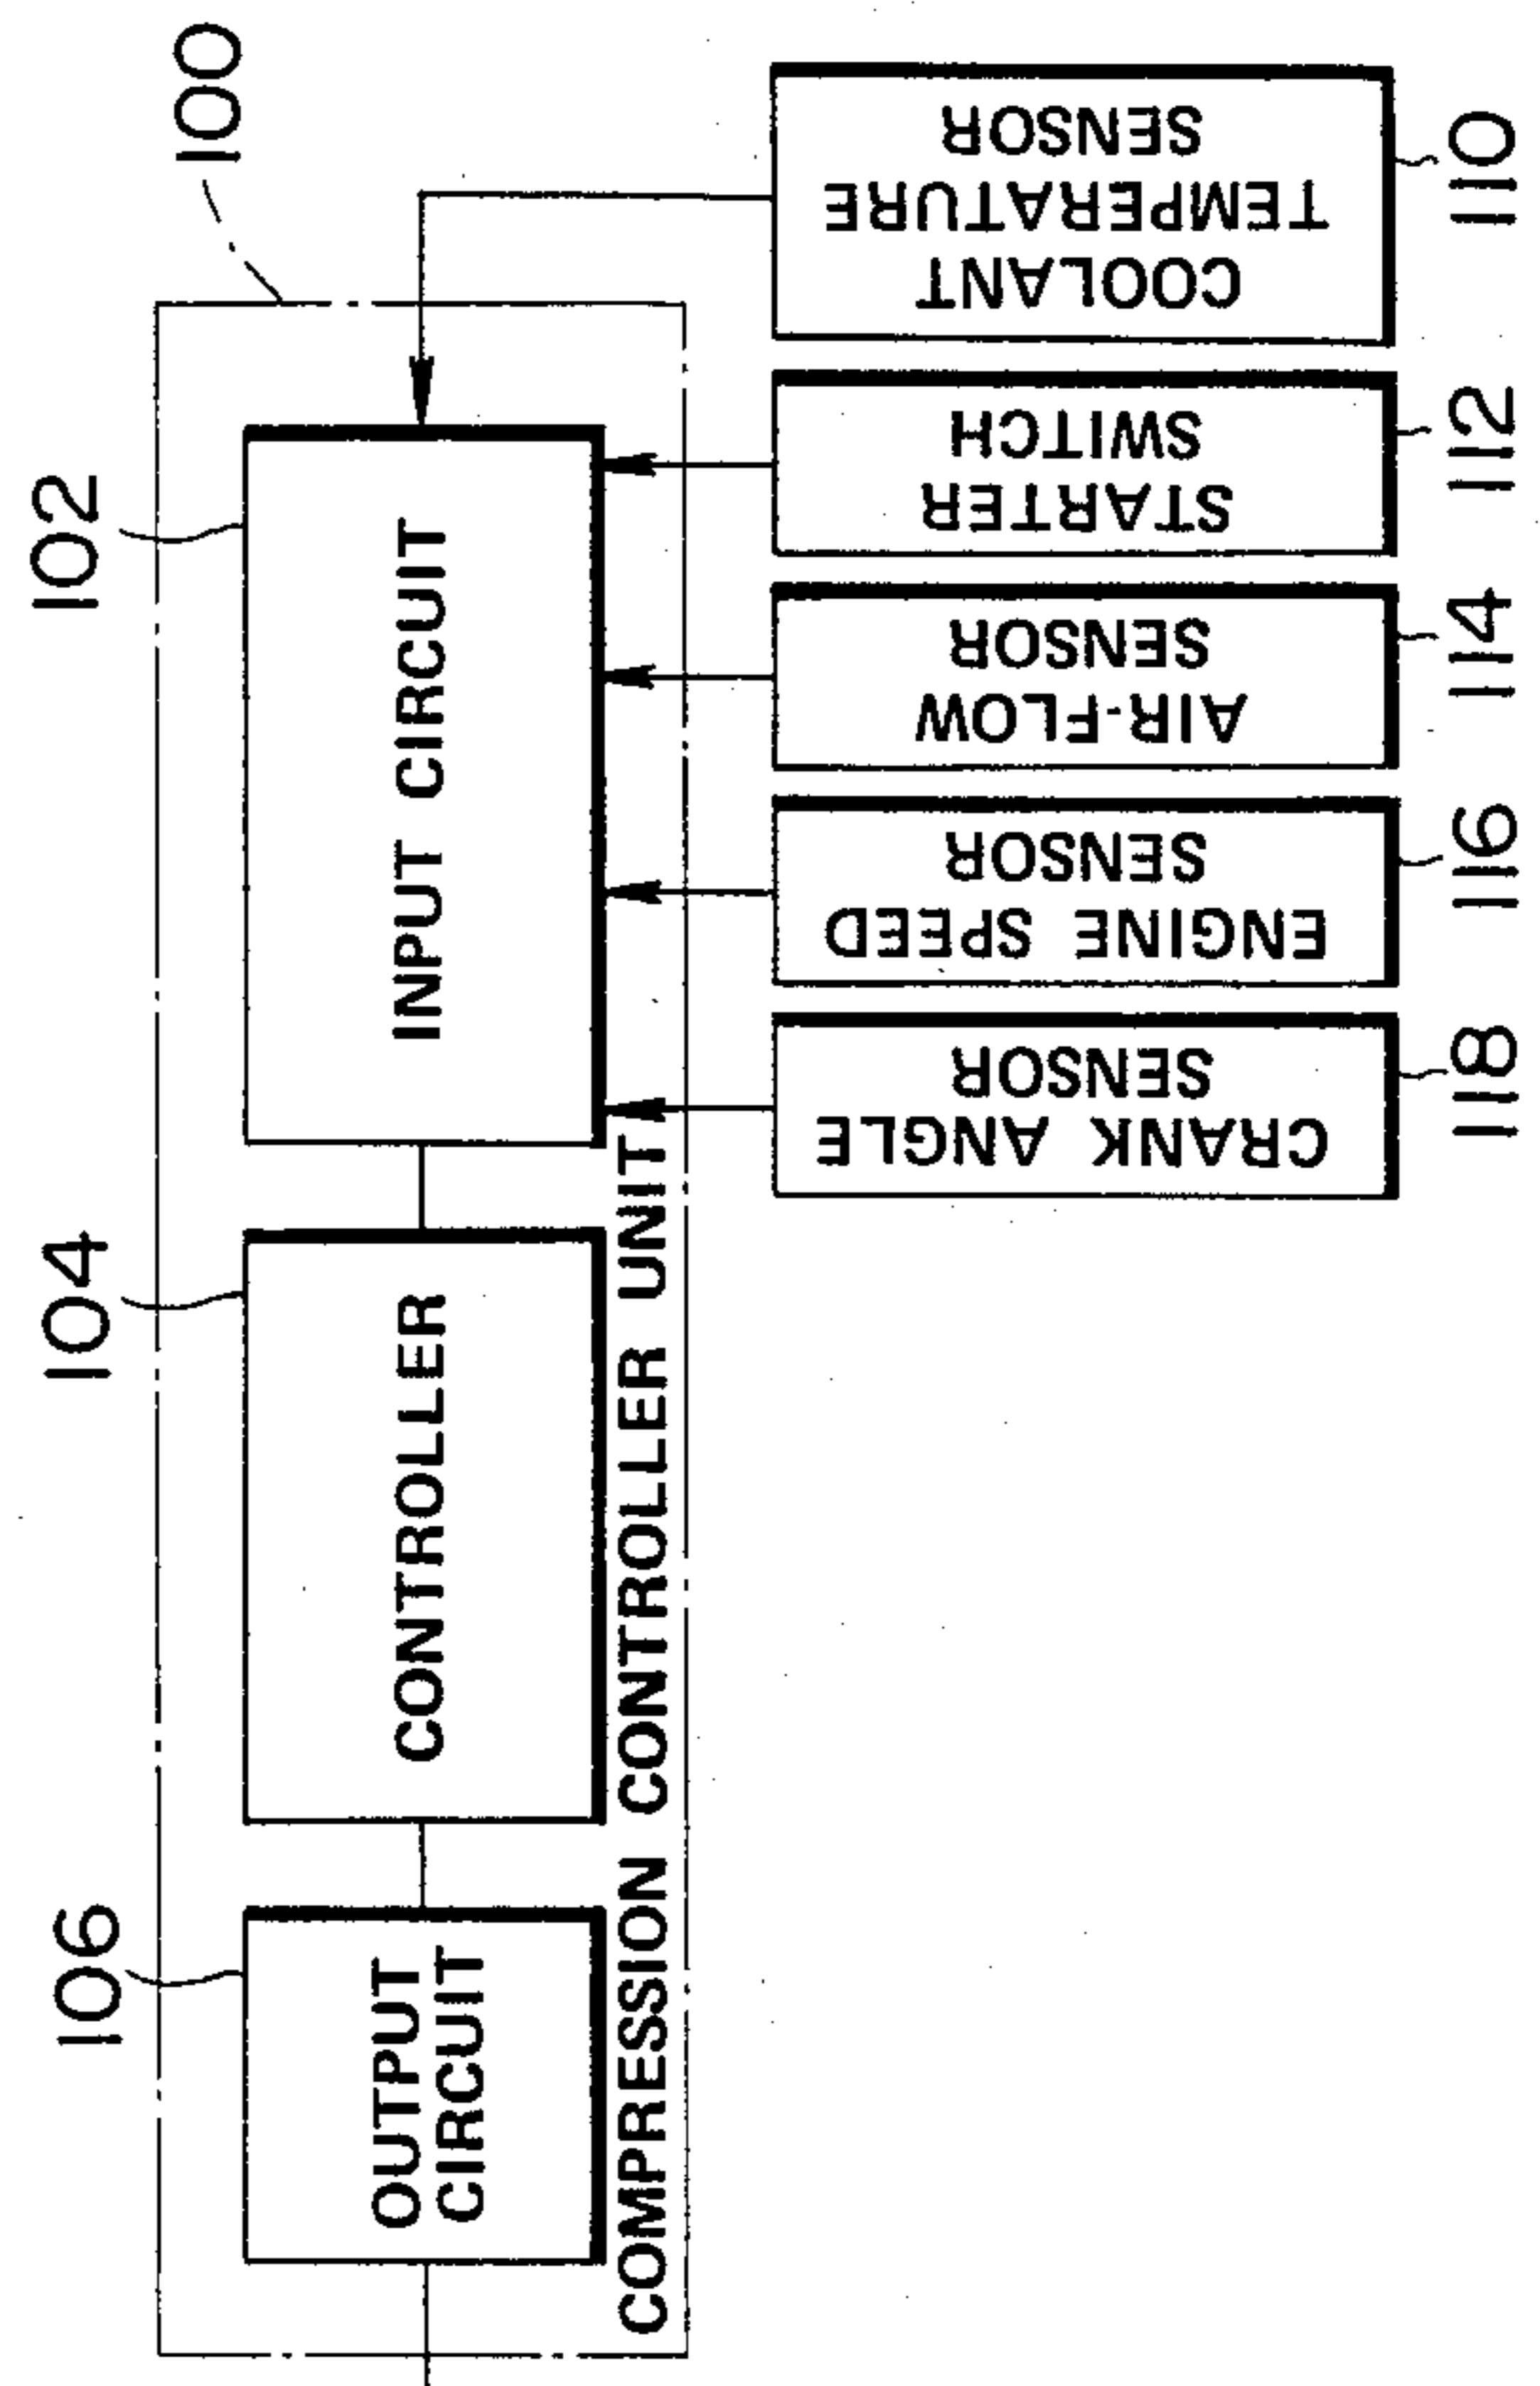 100
102
104
106
INPUT CIRCUIT
CONTROLLER
OUTPUT
CIRCUIT
COMPRESSION CONTROLLER UNIT
COOLANT
TEMPERATURE
SENSOR
110
STARTER
SWITCH
112
AIR-FLOW
SENSOR
114
ENGINE SPEED
SENSOR
116
CRANK ANGLE
SENSOR
118